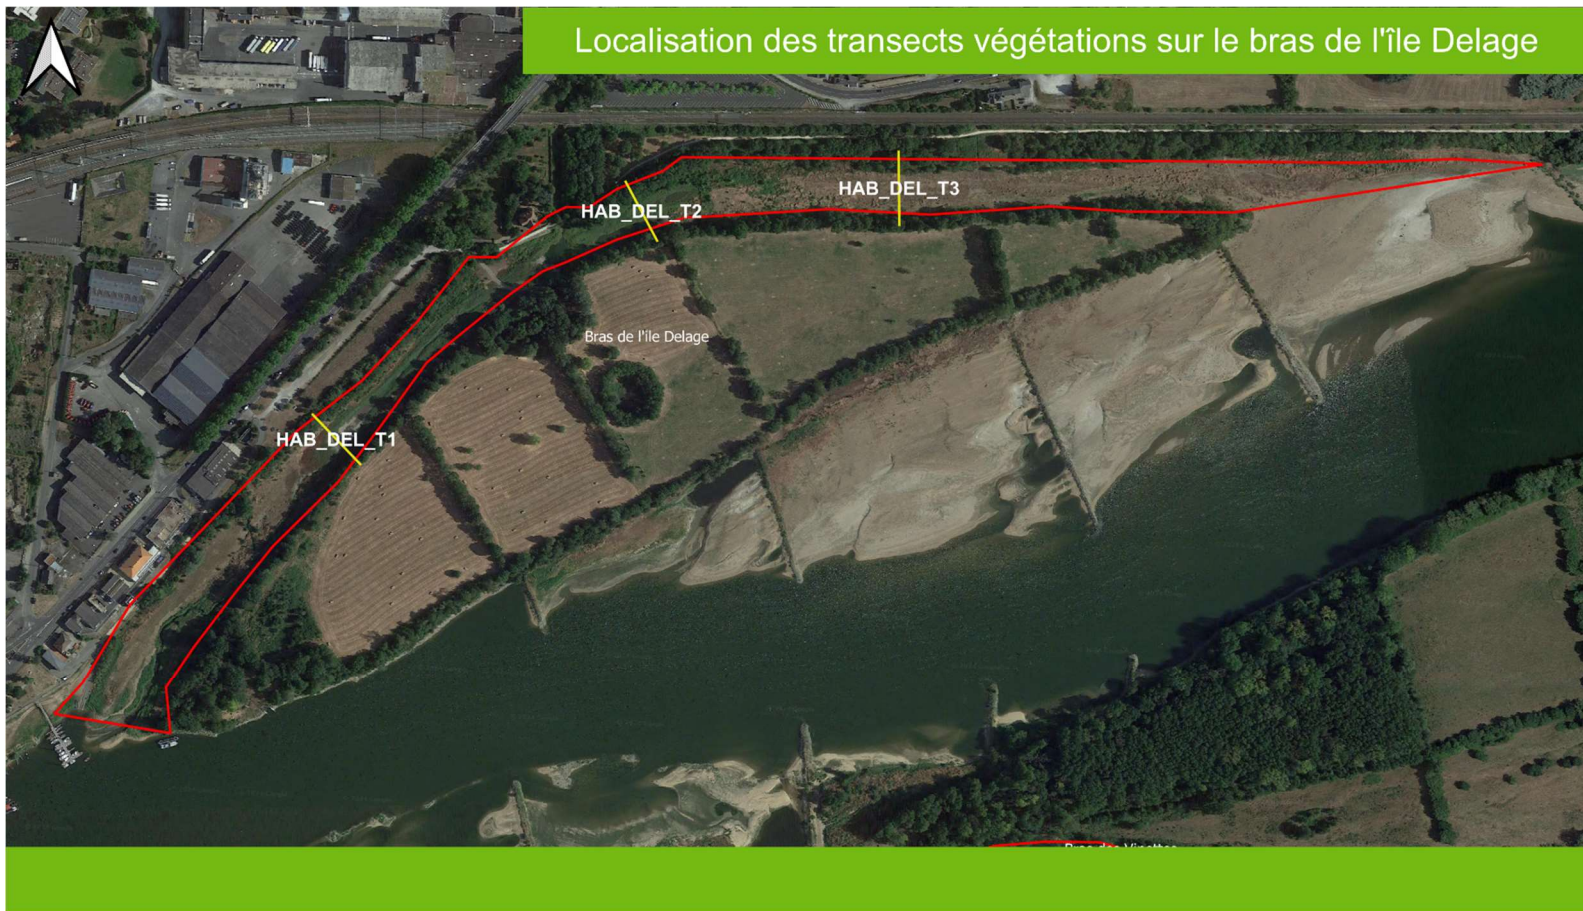 Localisation des transects végétations sur le bras de l'île Delage
HAB_DEL_T3
HAB_DEL_T2
Bras de l'île Delage
HAB_DEL_T1